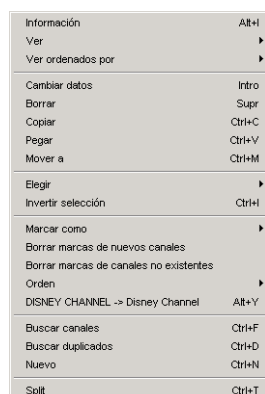 Información Alt+I
Ver
Ver ordenados por
Cambiar datos Intro
Borrar Supr
Copiar Ctrl+C
Pegar Ctrl+V
Mover a Ctrl+M
Elegir
Invertir selección Ctrl+I
Marcar como
Borrar marcas de nuevos canales
Borrar marcas de canales no existentes
Orden
DISNEY CHANNEL -> Disney Channel Alt+Y
Buscar canales Ctrl+F
Buscar duplicados Ctrl+D
Nuevo Ctrl+N
Split Ctrl+T